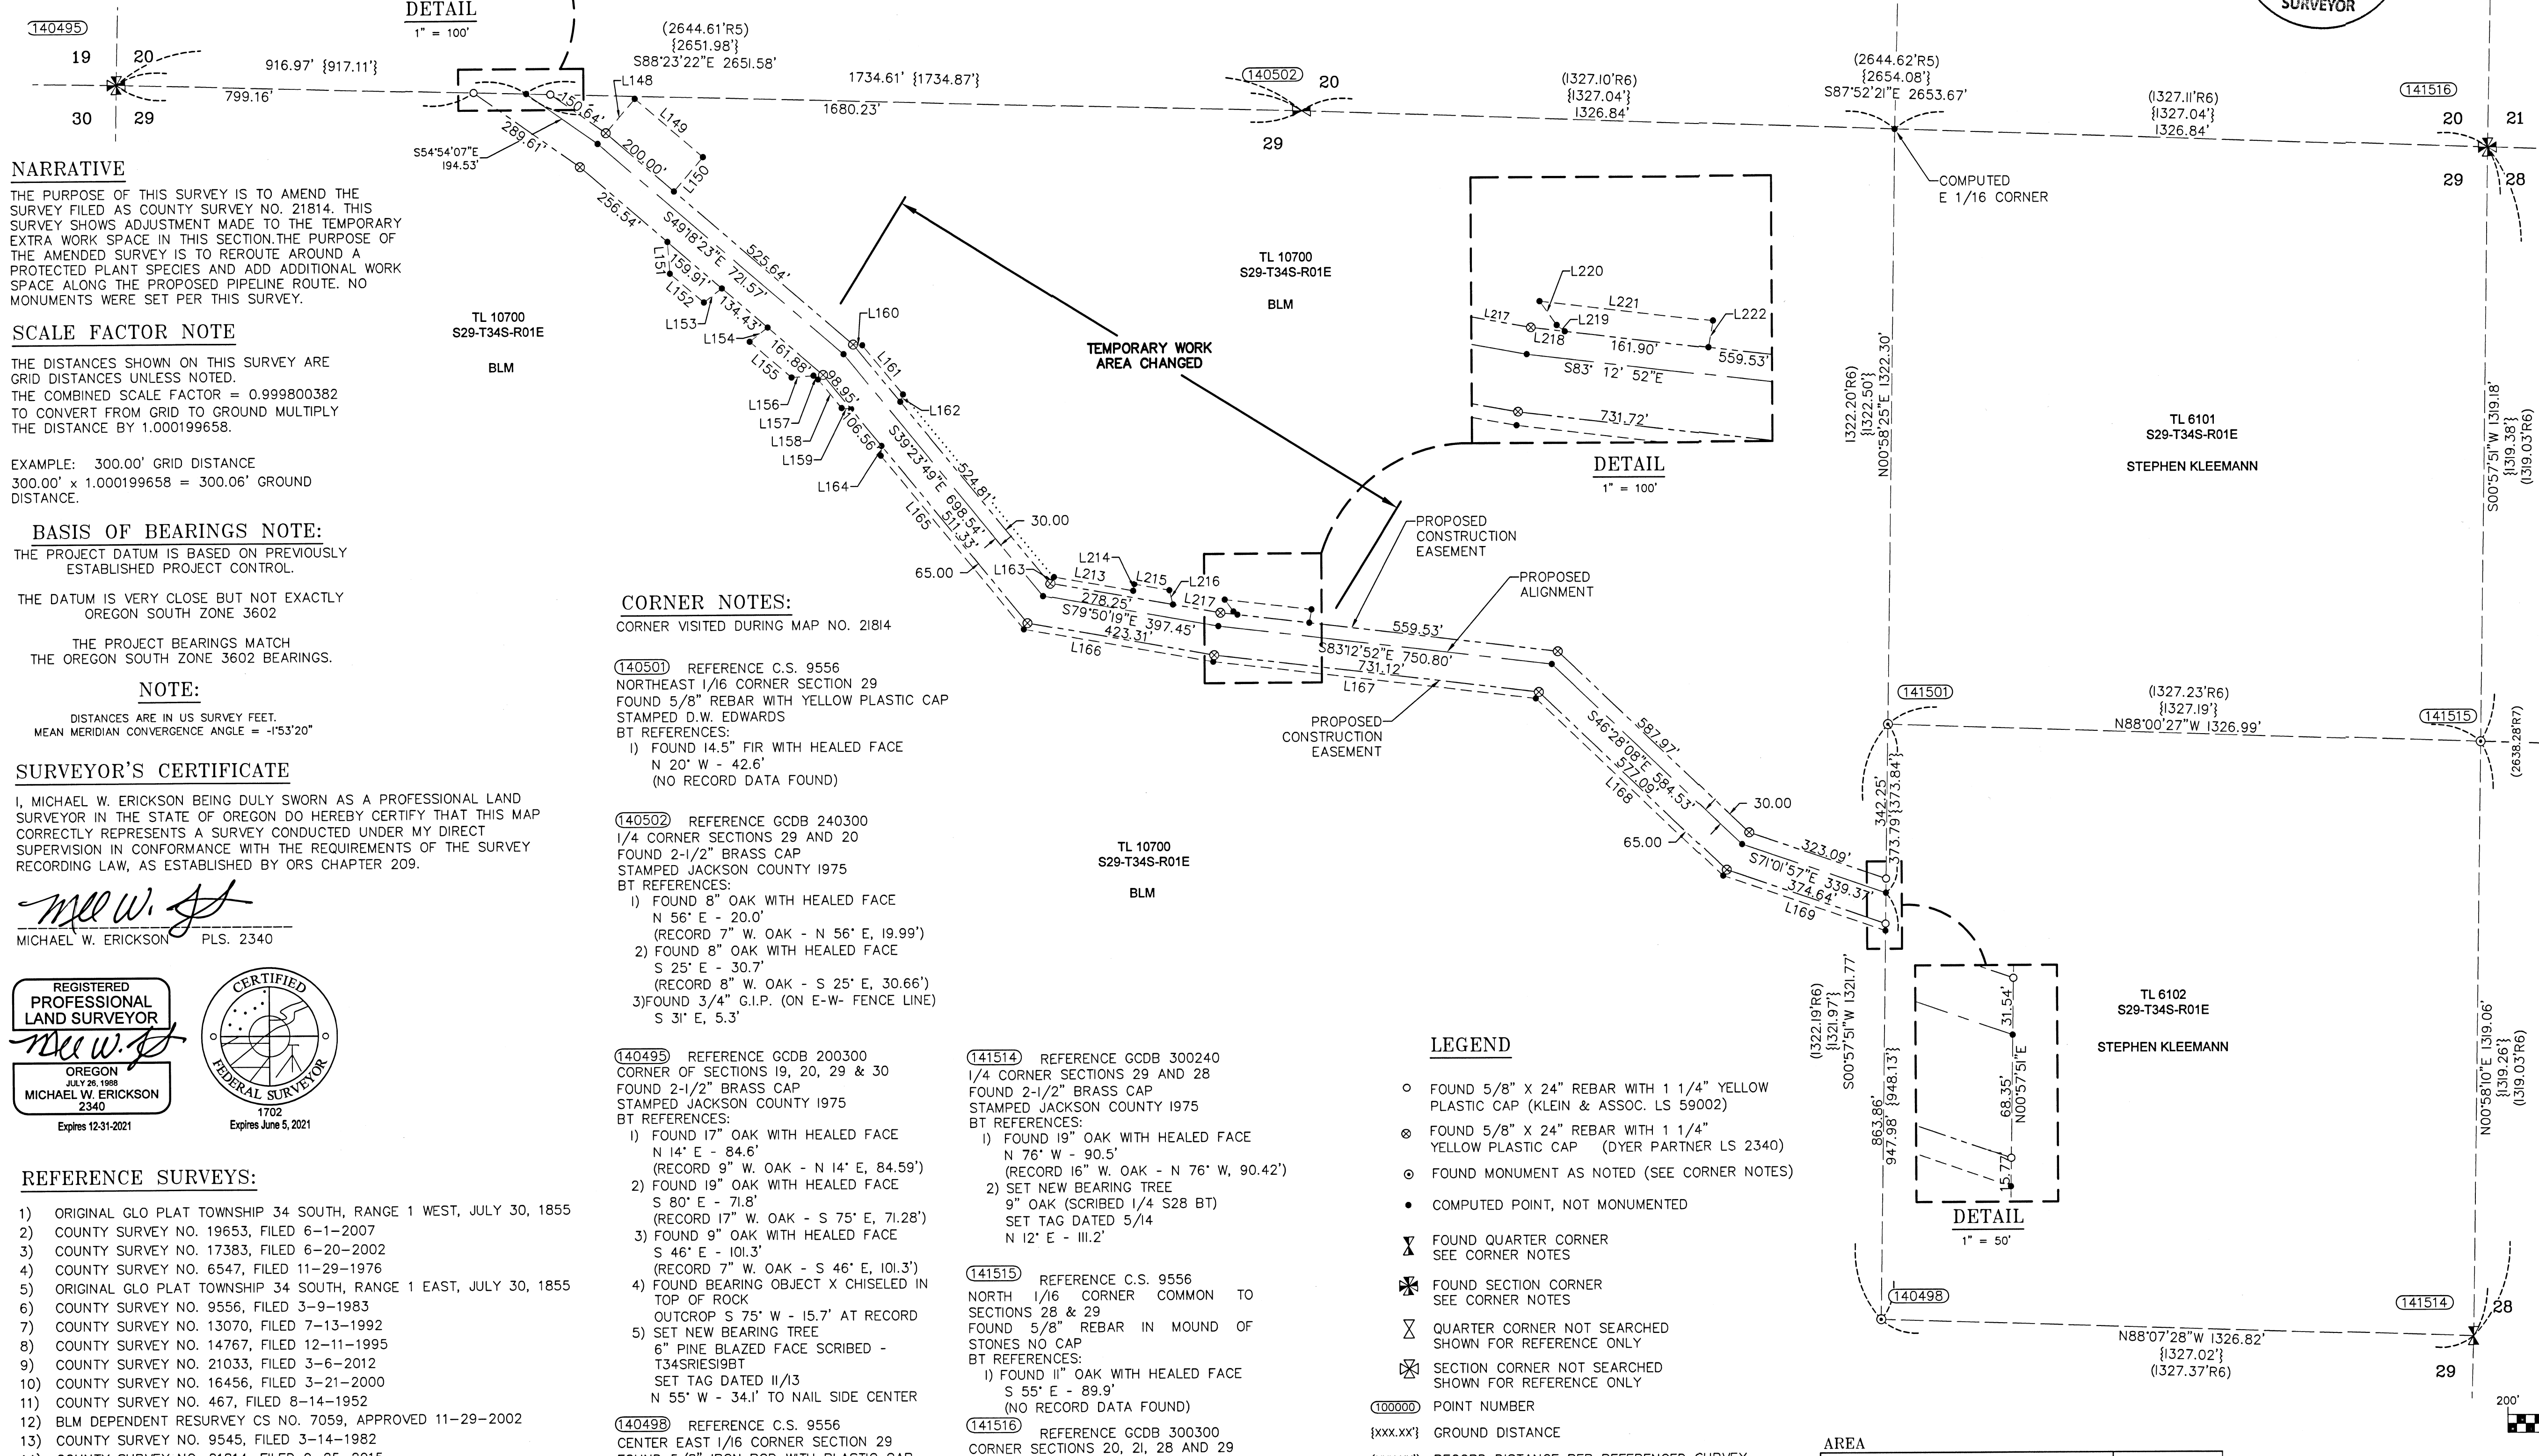 DETAIL
1" = 100'
SURVEYOR
140495
19 20
30 29
916.97' {917.11'}
799.16'
(2644.61'R5)
{2651.98'}
S88°23'22"E 2651.58'
L148
1734.61' {1734.87'}
1680.23'
140502
20
29
(1327.10'R6)
{1327.04'}
1326.84'
(2644.62'R5)
{2654.08'}
S87°52'21"E 2653.67'
(1327.11'R6)
{1327.04'}
1326.84'
141516
20 21
29 28
COMPUTED
E 1/16 CORNER
150.64'
L149
289.61'
S54°54'07"E
194.53'
200.00'
L150
256.54'
S49°18'23"E 721.57'
525.64'
L151
159.91'
L152
L153
134.43'
L154
161.88'
L155
L156
L157
98.95'
L158
L159
106.56'
L160
L161
L162
S39°23'49"E 698.54'
524.81'
511.33'
L164
L165
30.00
65.00
L163
TEMPORARY WORK
AREA CHANGED
TL 10700
S29-T34S-R01E
BLM
TL 10700
S29-T34S-R01E
BLM
L220
L221
L217
L219
L222
L218
161.90'
559.53'
S83° 12' 52"E
731.72'
DETAIL
1" = 100'
1322.20'R6)
{1322.50'}
N00°58'25"E 1322.30'
TL 6101
S29-T34S-R01E
STEPHEN KLEEMANN
S00°57'51"W 1319.18'
{1319.38'}
(1319.03'R6)
NARRATIVE
THE PURPOSE OF THIS SURVEY IS TO AMEND THE
SURVEY FILED AS COUNTY SURVEY NO. 21814. THIS
SURVEY SHOWS ADJUSTMENT MADE TO THE TEMPORARY
EXTRA WORK SPACE IN THIS SECTION.THE PURPOSE OF
THE AMENDED SURVEY IS TO REROUTE AROUND A
PROTECTED PLANT SPECIES AND ADD ADDITIONAL WORK
SPACE ALONG THE PROPOSED PIPELINE ROUTE. NO
MONUMENTS WERE SET PER THIS SURVEY.
SCALE FACTOR NOTE
THE DISTANCES SHOWN ON THIS SURVEY ARE
GRID DISTANCES UNLESS NOTED.
THE COMBINED SCALE FACTOR = 0.999800382
TO CONVERT FROM GRID TO GROUND MULTIPLY
THE DISTANCE BY 1.000199658.
EXAMPLE: 300.00' GRID DISTANCE
300.00' x 1.000199658 = 300.06' GROUND
DISTANCE.
BASIS OF BEARINGS NOTE:
THE PROJECT DATUM IS BASED ON PREVIOUSLY
ESTABLISHED PROJECT CONTROL.
THE DATUM IS VERY CLOSE BUT NOT EXACTLY
OREGON SOUTH ZONE 3602
THE PROJECT BEARINGS MATCH
THE OREGON SOUTH ZONE 3602 BEARINGS.
NOTE:
DISTANCES ARE IN US SURVEY FEET.
MEAN MERIDIAN CONVERGENCE ANGLE = -1°53'20"
SURVEYOR'S CERTIFICATE
I, MICHAEL W. ERICKSON BEING DULY SWORN AS A PROFESSIONAL LAND
SURVEYOR IN THE STATE OF OREGON DO HEREBY CERTIFY THAT THIS MAP
CORRECTLY REPRESENTS A SURVEY CONDUCTED UNDER MY DIRECT
SUPERVISION IN CONFORMANCE WITH THE REQUIREMENTS OF THE SURVEY
RECORDING LAW, AS ESTABLISHED BY ORS CHAPTER 209.
MICHAEL W. ERICKSON PLS. 2340
REGISTERED
PROFESSIONAL
LAND SURVEYOR
OREGON
JULY 26, 1988
MICHAEL W. ERICKSON
2340
Expires 12-31-2021
CERTIFIED
FEDERAL SURVEYOR
1702
Expires June 5, 2021
REFERENCE SURVEYS:
1) ORIGINAL GLO PLAT TOWNSHIP 34 SOUTH, RANGE 1 WEST, JULY 30, 1855
2) COUNTY SURVEY NO. 19653, FILED 6-1-2007
3) COUNTY SURVEY NO. 17383, FILED 6-20-2002
4) COUNTY SURVEY NO. 6547, FILED 11-29-1976
5) ORIGINAL GLO PLAT TOWNSHIP 34 SOUTH, RANGE 1 EAST, JULY 30, 1855
6) COUNTY SURVEY NO. 9556, FILED 3-9-1983
7) COUNTY SURVEY NO. 13070, FILED 7-13-1992
8) COUNTY SURVEY NO. 14767, FILED 12-11-1995
9) COUNTY SURVEY NO. 21033, FILED 3-6-2012
10) COUNTY SURVEY NO. 16456, FILED 3-21-2000
11) COUNTY SURVEY NO. 467, FILED 8-14-1952
12) BLM DEPENDENT RESURVEY CS NO. 7059, APPROVED 11-29-2002
13) COUNTY SURVEY NO. 9545, FILED 3-14-1982
CORNER NOTES:
CORNER VISITED DURING MAP NO. 21814
140501 REFERENCE C.S. 9556
NORTHEAST 1/16 CORNER SECTION 29
FOUND 5/8" REBAR WITH YELLOW PLASTIC CAP
STAMPED D.W. EDWARDS
BT REFERENCES:
1) FOUND 14.5" FIR WITH HEALED FACE
N 20° W - 42.6'
(NO RECORD DATA FOUND)
140502 REFERENCE GCDB 240300
1/4 CORNER SECTIONS 29 AND 20
FOUND 2-1/2" BRASS CAP
STAMPED JACKSON COUNTY 1975
BT REFERENCES:
1) FOUND 8" OAK WITH HEALED FACE
N 56° E - 20.0'
(RECORD 7" W. OAK - N 56° E, 19.99')
2) FOUND 8" OAK WITH HEALED FACE
S 25° E - 30.7'
(RECORD 8" W. OAK - S 25° E, 30.66')
3)FOUND 3/4" G.I.P. (ON E-W- FENCE LINE)
S 31° E, 5.3'
140495 REFERENCE GCDB 200300
CORNER OF SECTIONS 19, 20, 29 & 30
FOUND 2-1/2" BRASS CAP
STAMPED JACKSON COUNTY 1975
BT REFERENCES:
1) FOUND 17" OAK WITH HEALED FACE
N 14° E - 84.6'
(RECORD 9" W. OAK - N 14° E, 84.59')
2) FOUND 19" OAK WITH HEALED FACE
S 80° E - 71.8'
(RECORD 17" W. OAK - S 75° E, 71.28')
3) FOUND 9" OAK WITH HEALED FACE
S 46° E - 101.3'
(RECORD 7" W. OAK - S 46° E, 101.3')
4) FOUND BEARING OBJECT X CHISELED IN
TOP OF ROCK
OUTCROP S 75° W - 15.7' AT RECORD
5) SET NEW BEARING TREE
6" PINE BLAZED FACE SCRIBED -
T34SR1ES19BT
SET TAG DATED 11/13
N 55° W - 34.1' TO NAIL SIDE CENTER
140498 REFERENCE C.S. 9556
CENTER EAST 1/16 CORNER SECTION 29
141514 REFERENCE GCDB 300240
1/4 CORNER SECTIONS 29 AND 28
FOUND 2-1/2" BRASS CAP
STAMPED JACKSON COUNTY 1975
BT REFERENCES:
1) FOUND 19" OAK WITH HEALED FACE
N 76° W - 90.5'
(RECORD 16" W. OAK - N 76° W, 90.42')
2) SET NEW BEARING TREE
9" OAK (SCRIBED 1/4 S28 BT)
SET TAG DATED 5/14
N 12° E - 111.2'
141515
REFERENCE C.S. 9556
NORTH 1/16 CORNER COMMON TO
SECTIONS 28 & 29
FOUND 5/8" REBAR IN MOUND OF
STONES NO CAP
BT REFERENCES:
1) FOUND 11" OAK WITH HEALED FACE
S 55° E - 89.9'
(NO RECORD DATA FOUND)
141516 REFERENCE GCDB 300300
CORNER SECTIONS 20, 21, 28 AND 29
L214
L213
L215
L216
L217
278.25'
S79°50'19"E 397.45'
423.31'
L166
PROPOSED
CONSTRUCTION
EASEMENT
PROPOSED
ALIGNMENT
559.53'
S83°12'52"E 750.80'
731.12'
L167
PROPOSED
CONSTRUCTION
EASEMENT
587.97'
S46°28'08"E 584.53'
577.09'
L168
30.00
65.00
323.09'
S71°01'57"E 339.37'
374.64'
L169
TL 10700
S29-T34S-R01E
BLM
141501
(1327.23'R6)
{1327.19'}
N88°00'27"W 1326.99'
141515
(2638.28'R7)
342.25'
373.79'{373.84'}
(1322.19'R6)
{1321.97'}
S00°57'51"W 1321.77'
863.86'
947.98' {948.13'}
31.54'
68.35'
N00°57'51"E
15.77'
DETAIL
1" = 50'
TL 6102
S29-T34S-R01E
STEPHEN KLEEMANN
N00°58'10"E 1319.06'
{1319.26'}
(1319.03'R6)
140498
141514
28
29
N88°07'28"W 1326.82'
{1327.02'}
(1327.37'R6)
200'
LEGEND
FOUND 5/8" X 24" REBAR WITH 1 1/4" YELLOW
PLASTIC CAP (KLEIN & ASSOC. LS 59002)
FOUND 5/8" X 24" REBAR WITH 1 1/4"
YELLOW PLASTIC CAP (DYER PARTNER LS 2340)
FOUND MONUMENT AS NOTED (SEE CORNER NOTES)
COMPUTED POINT, NOT MONUMENTED
FOUND QUARTER CORNER
SEE CORNER NOTES
FOUND SECTION CORNER
SEE CORNER NOTES
QUARTER CORNER NOT SEARCHED
SHOWN FOR REFERENCE ONLY
SECTION CORNER NOT SEARCHED
SHOWN FOR REFERENCE ONLY
100000 POINT NUMBER
{xxx.xx'} GROUND DISTANCE
AREA